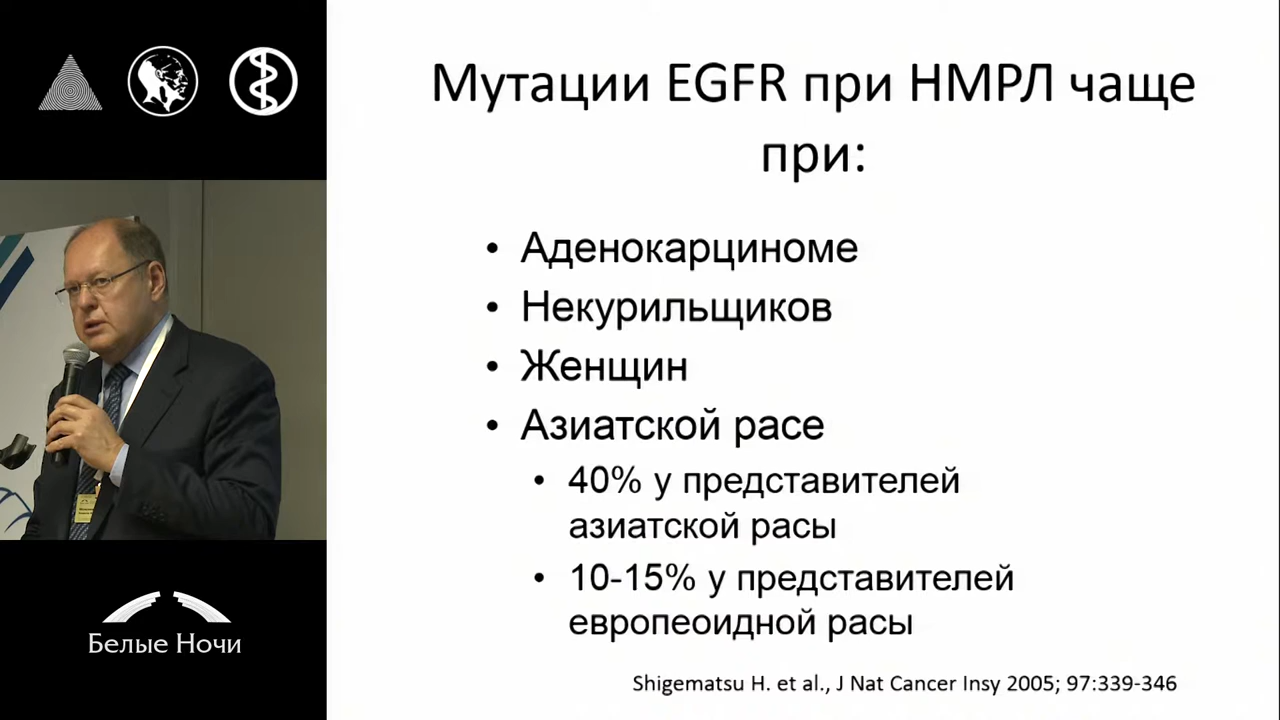 Мутации EGFR при НМРЛ чаще
при:
• Аденокарциноме
• Некурильщиков
• Женщин
• Азиатской расе
• 40% у представителей
азиатской расы
• 10-15% у представителей
европеоидной расы
Shigematsu H. et al., J Nat Cancer Insy 2005; 97:339-346
Белые Ночи